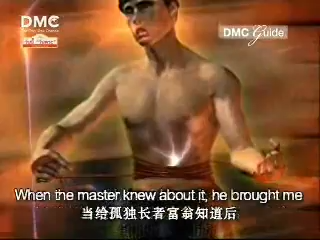 DMC
DMC Guide
When the master knew about it, he brought me
当给孤独长者富翁知道后